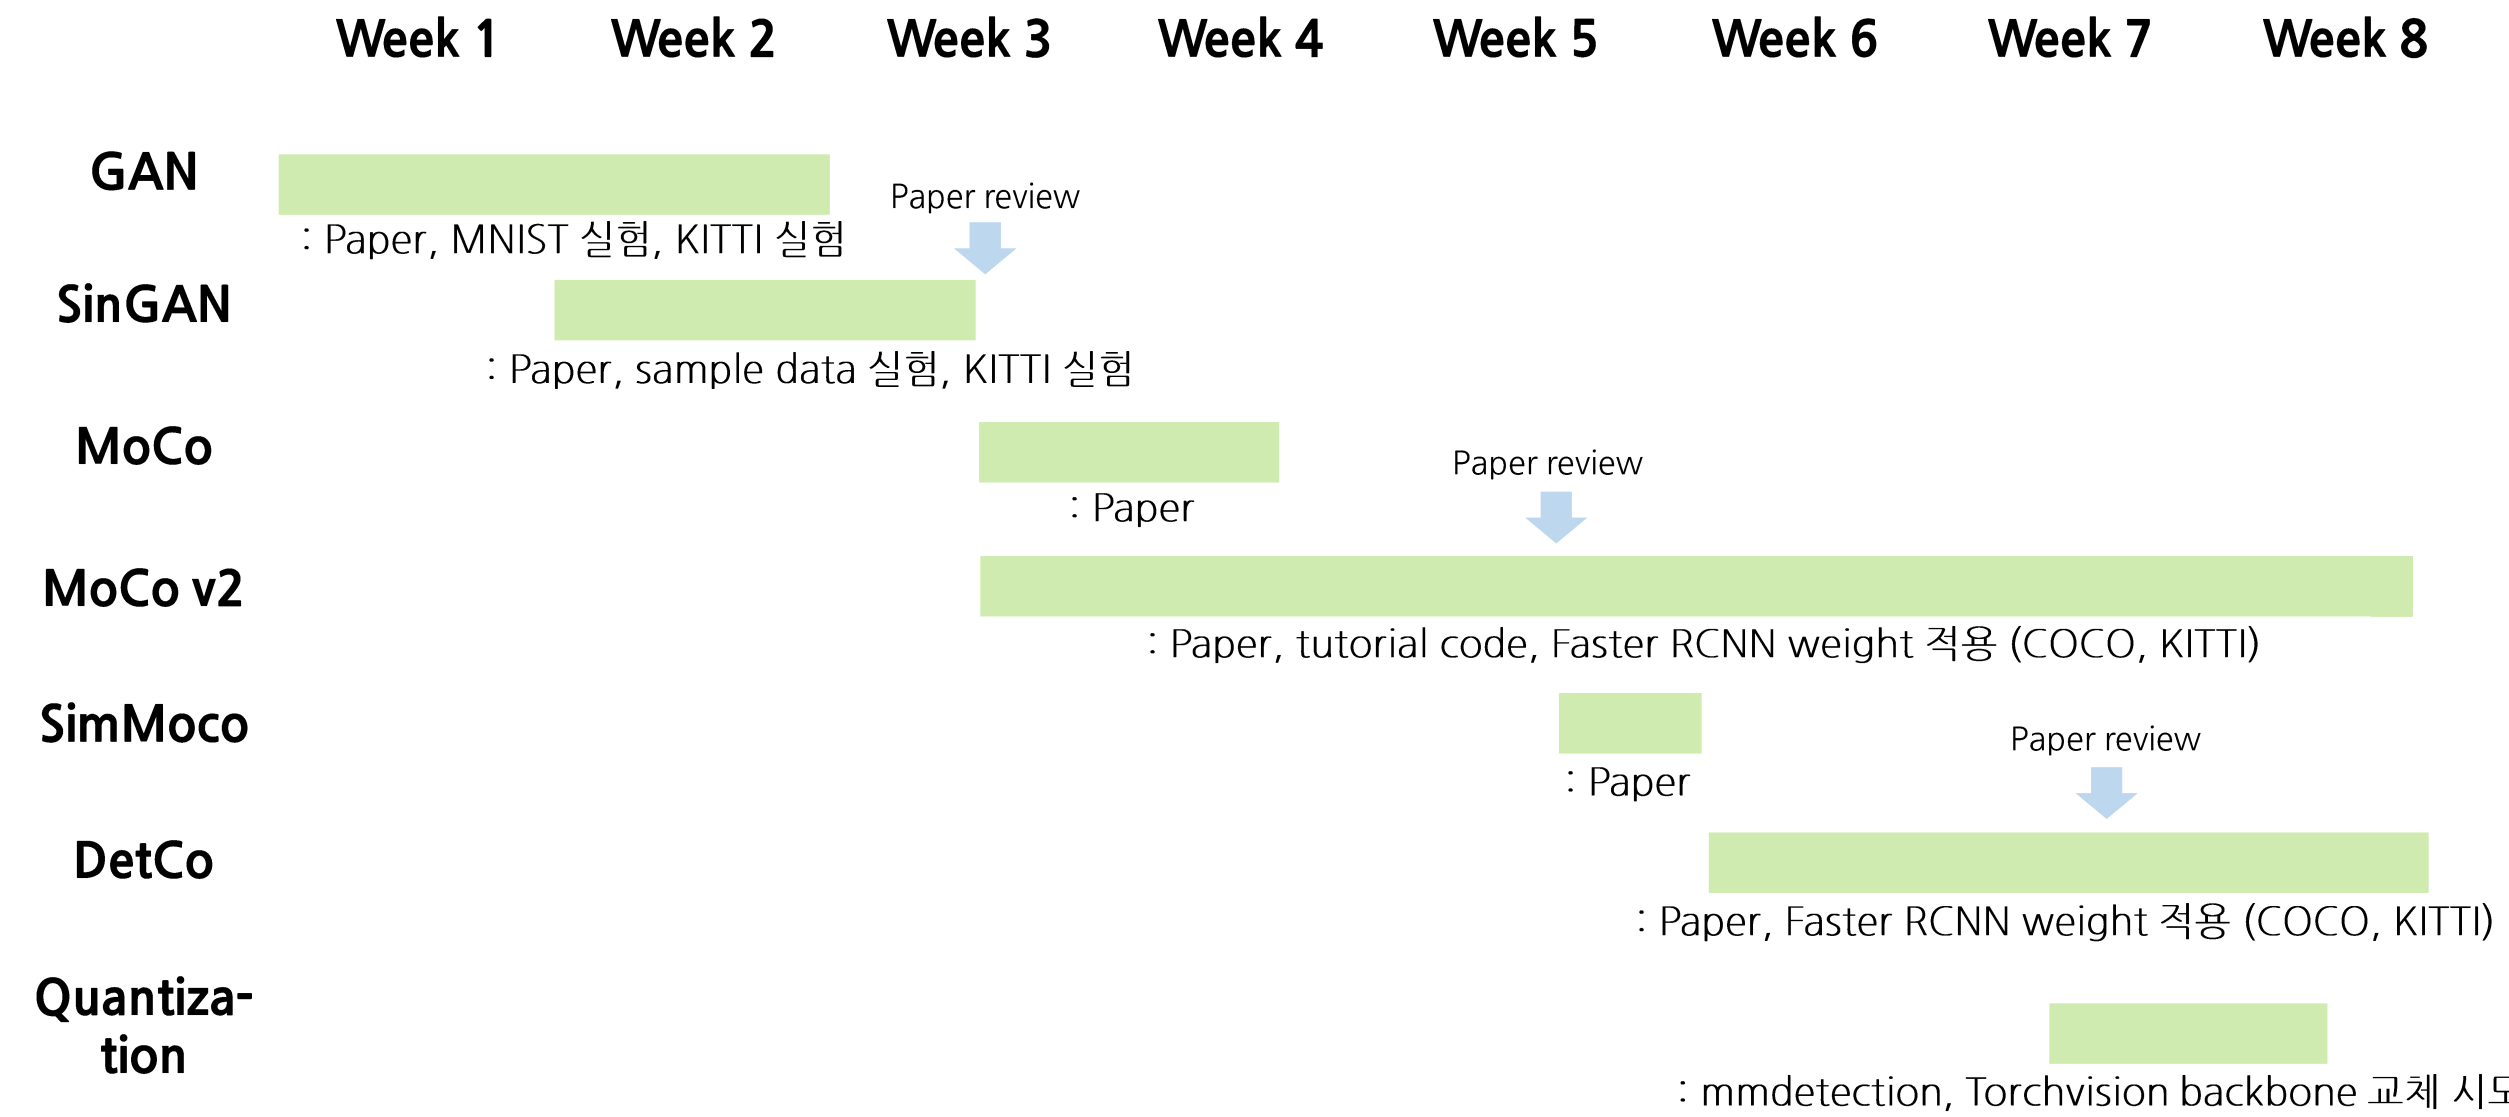 Week 1 Week 2 Week 3 Week 4 Week 5 Week 6 Week 7 Week 8
GAN
Paper review
: Paper, MNIST 실험, KITTI 실험
SinGAN
: Paper, sample data 실험, KITTI 실험
MoCo
Paper review
: Paper
MoCo v2
: Paper, tutorial code, Faster RCNN weight 적용 (COCO, KITTI)
SimMoco
Paper review
: Paper
DetCo
: Paper, Faster RCNN weight 적용 (COCO, KITTI)
Quantiza-
tion
: mmdetection, Torchvision backbone 교체 시도